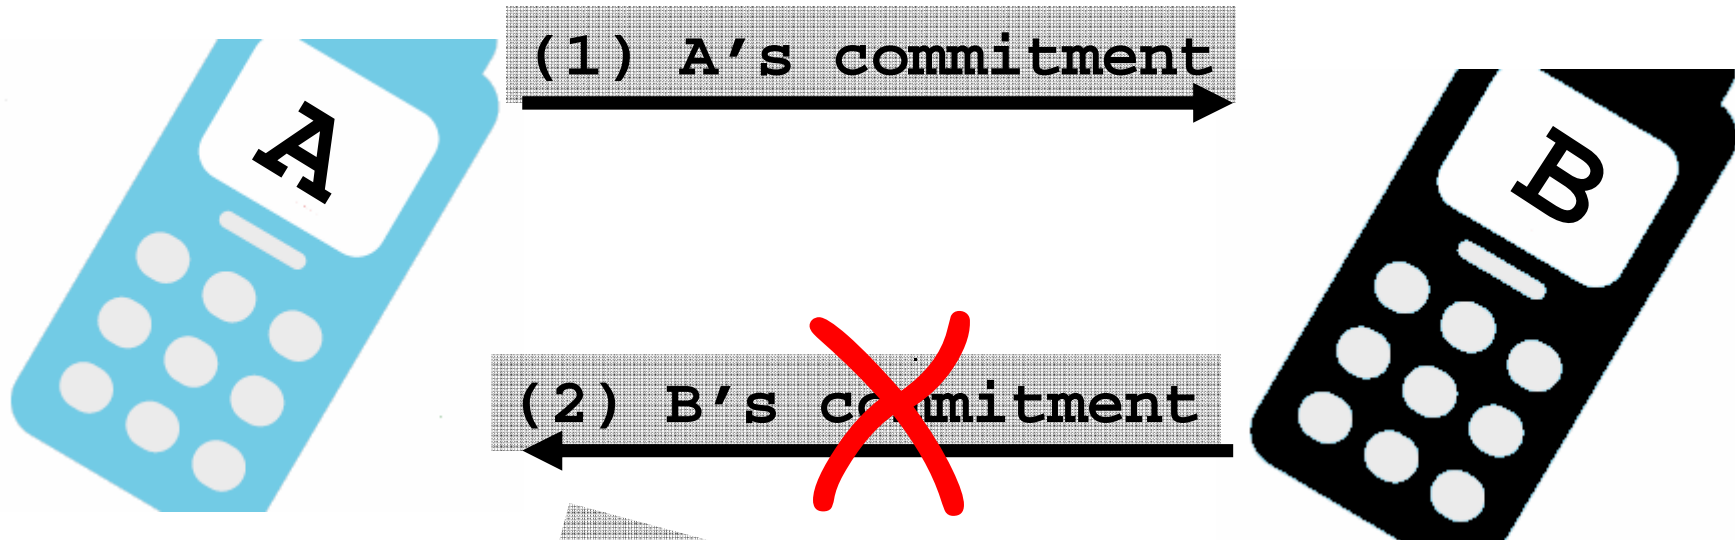 (1) A’s commitment
A
B
(2) B’s commitment